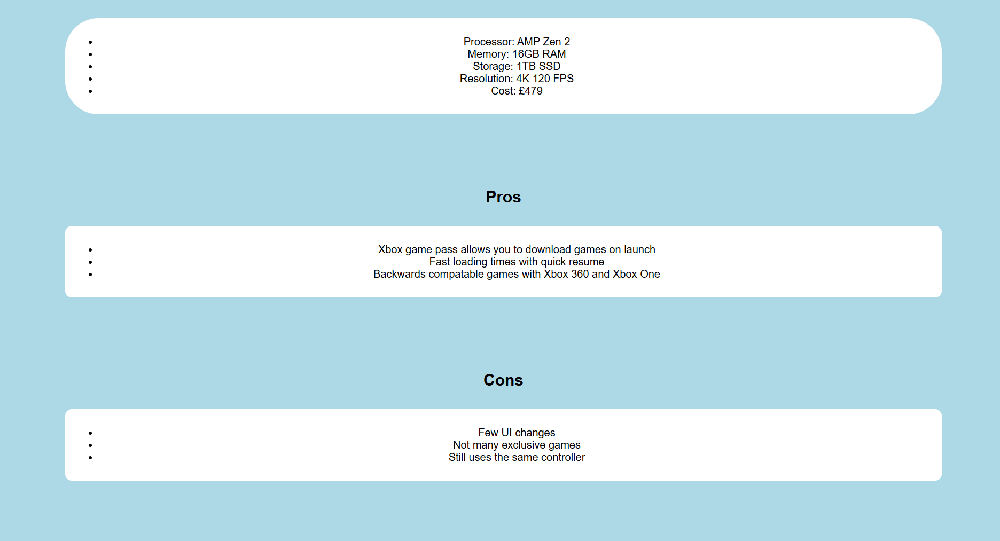 Processor: AMP Zen 2
Memory: 16GB RAM
Storage: 1TB SSD
Resolution: 4K 120 FPS
Cost: £479
Pros
Xbox game pass allows you to download games on launch
Fast loading times with quick resume
Backwards compatable games with Xbox 360 and Xbox One
Cons
Few UI changes
Not many exclusive games
Still uses the same controller